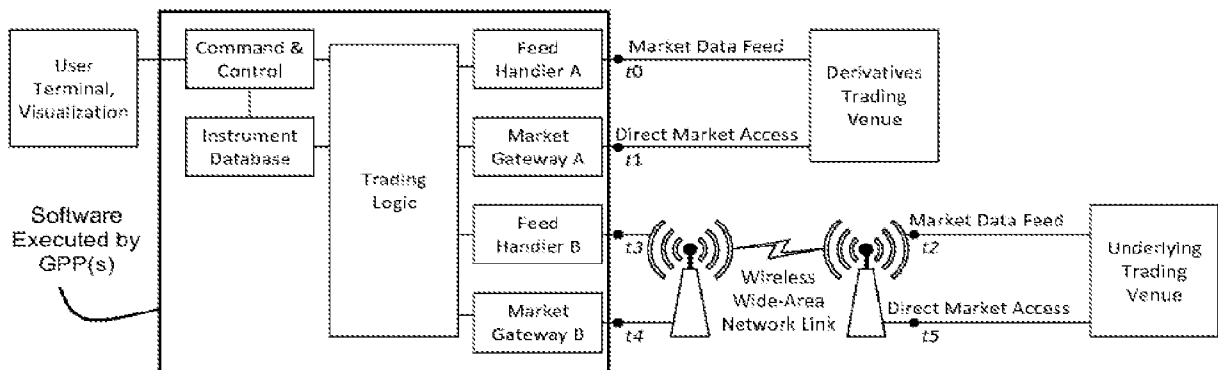 User
Terminal,
Visualization
Command &
Control
Instrument
Database
Trading
Logic
Feed
Handler A
Market
Gateway A
Feed
Handler B
Market
Gateway B
Market Data Feed
t0
Direct Market Access
t1
Derivatives
Trading
Venue
t3
t4
Wireless
Wide-Area
Network Link
Market Data Feed
t2
Direct Market Access
t5
Underlying
Trading
Venue
Software
Executed by
GPP(s)